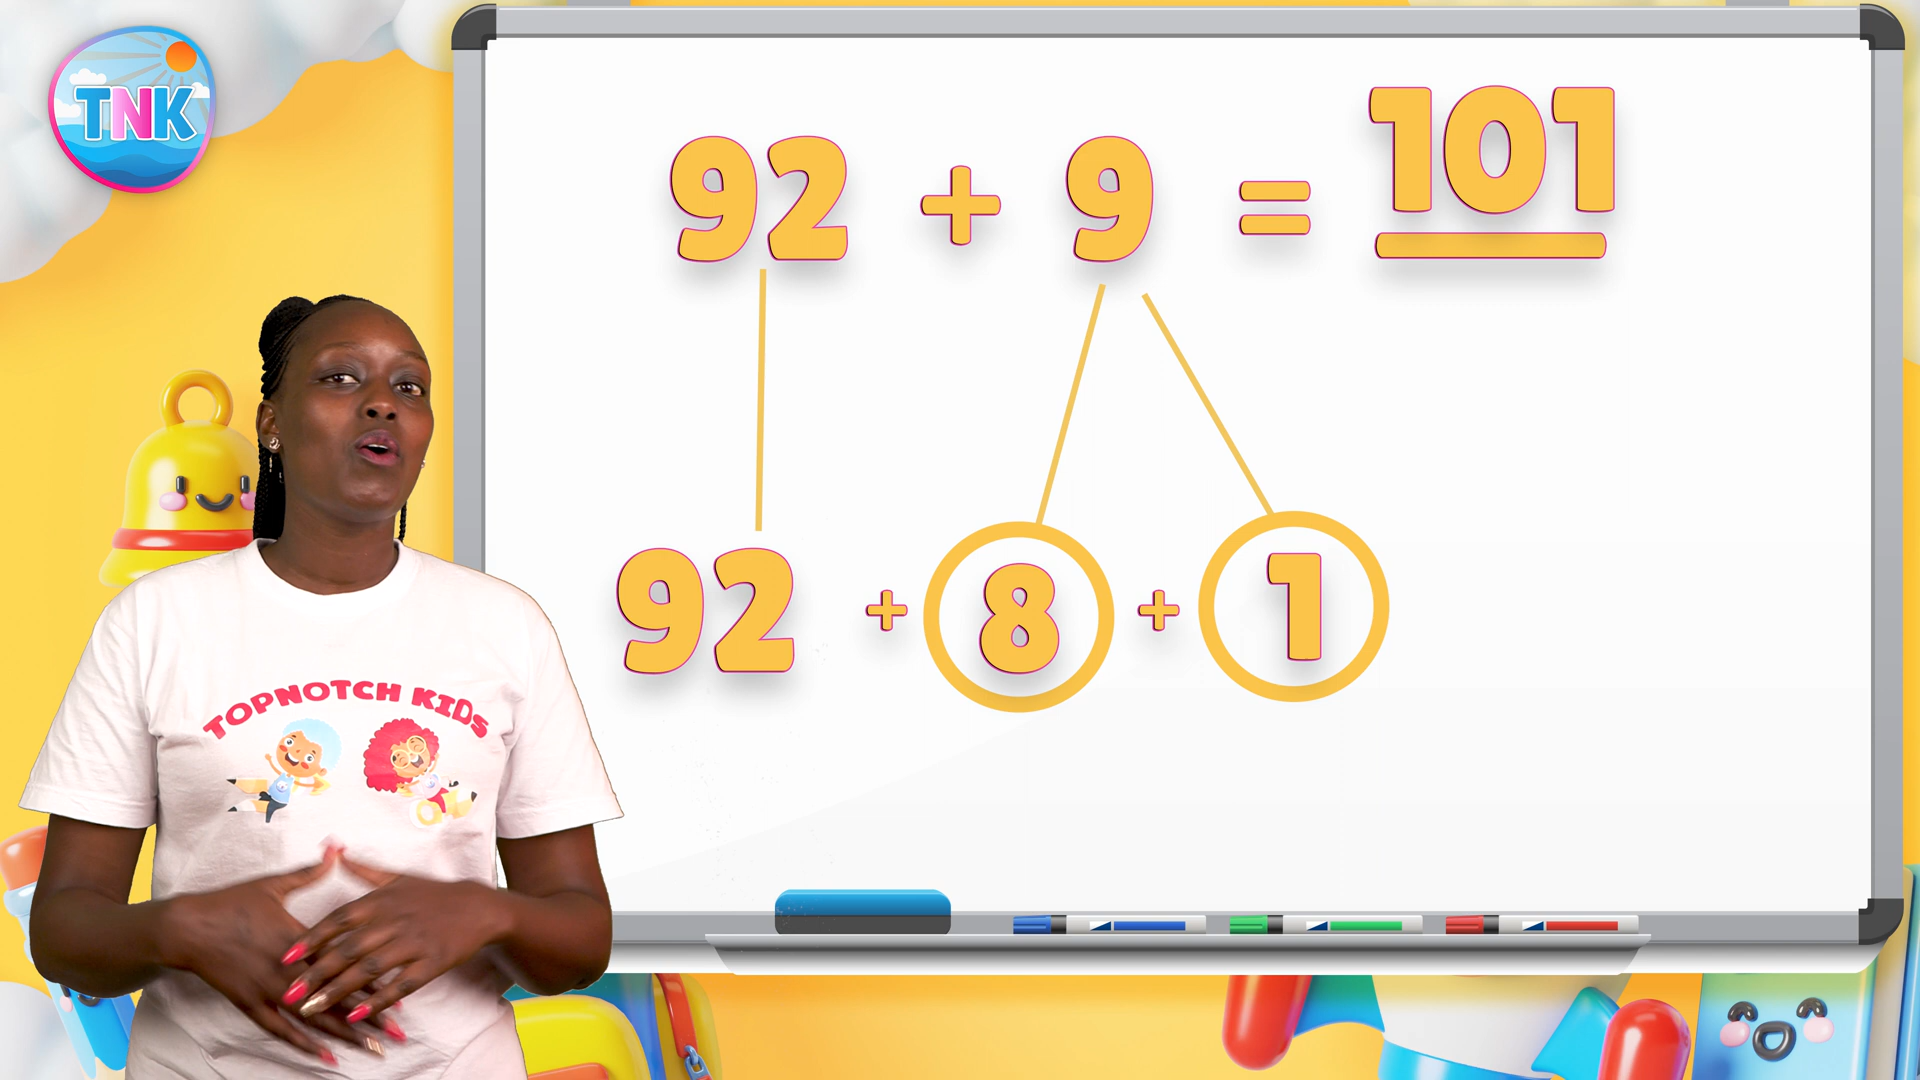 TNK
92 + 9 = 101
92 + 8 + 1
TOPNOTCH KIDS